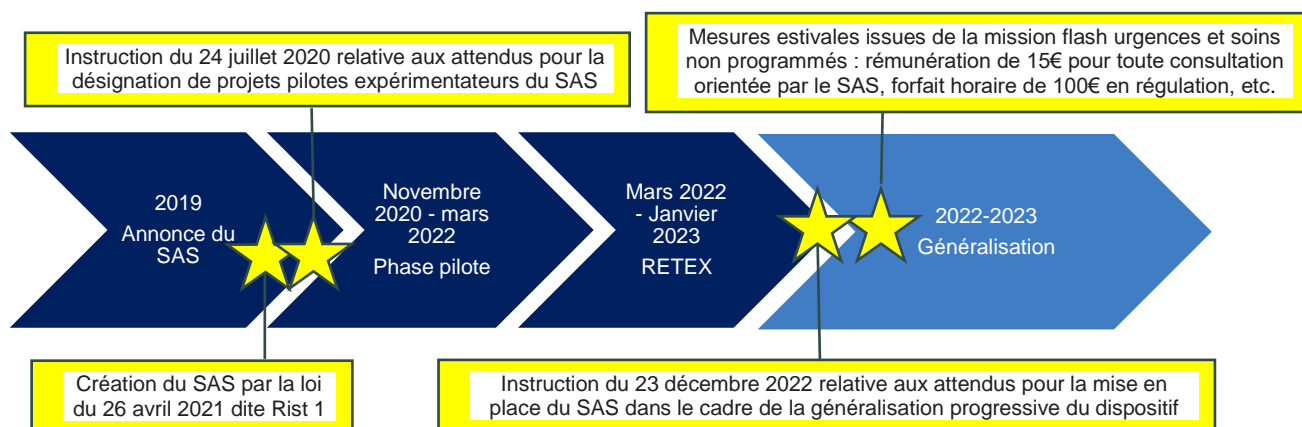 Instruction du 24 juillet 2020 relative aux attendus pour la
désignation de projets pilotes expérimentateurs du SAS
Mesures estivales issues de la mission flash urgences et soins
non programmés : rémunération de 15€ pour toute consultation
orientée par le SAS, forfait horaire de 100€ en régulation, etc.
2019
Annonce du
SAS
Novembre
2020 - mars
2022
Phase pilote
Mars 2022
- Janvier
2023
RETEX
2022-2023
Généralisation
Création du SAS par la loi
du 26 avril 2021 dite Rist 1
Instruction du 23 décembre 2022 relative aux attendus pour la mise en
place du SAS dans le cadre de la généralisation progressive du dispositif